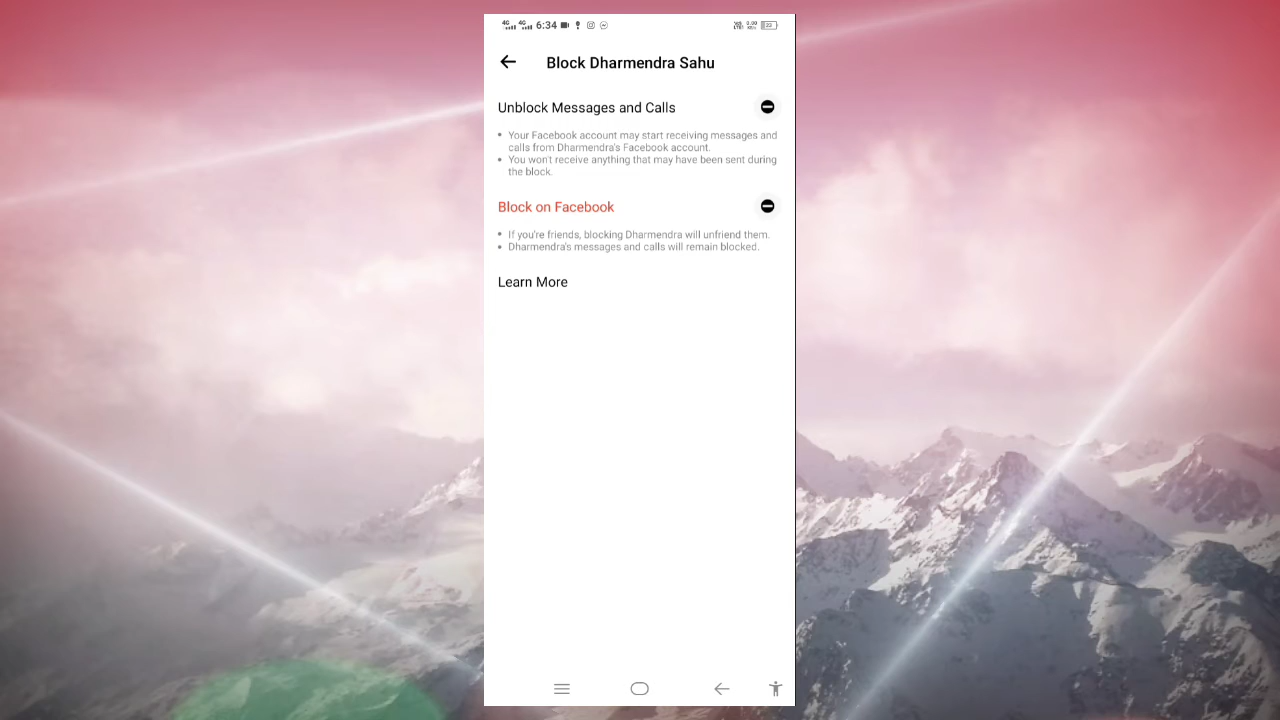 4G 4G 6:34
Block Dharmendra Sahu
Unblock Messages and Calls
• Your Facebook account may start receiving messages and
calls from Dharmendra's Facebook account.
• You won't receive anything that may have been sent during
the block.
Block on Facebook
• If you're friends, blocking Dharmendra will unfriend them.
• Dharmendra's messages and calls will remain blocked.
Learn More